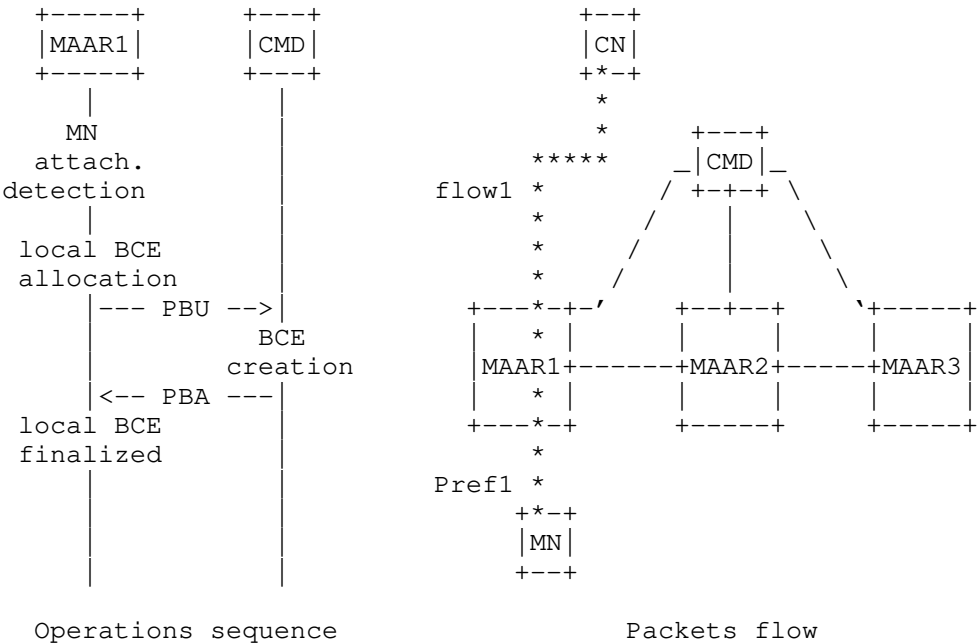 MAAR1 CMD CN
MN
attach. CMD
detection flow1
local BCE
allocation
--- PBU -->
BCE
creation MAAR1 MAAR2 MAAR3
<-- PBA ---
local BCE
finalized
Pref1
MN
Operations sequence Packets flow